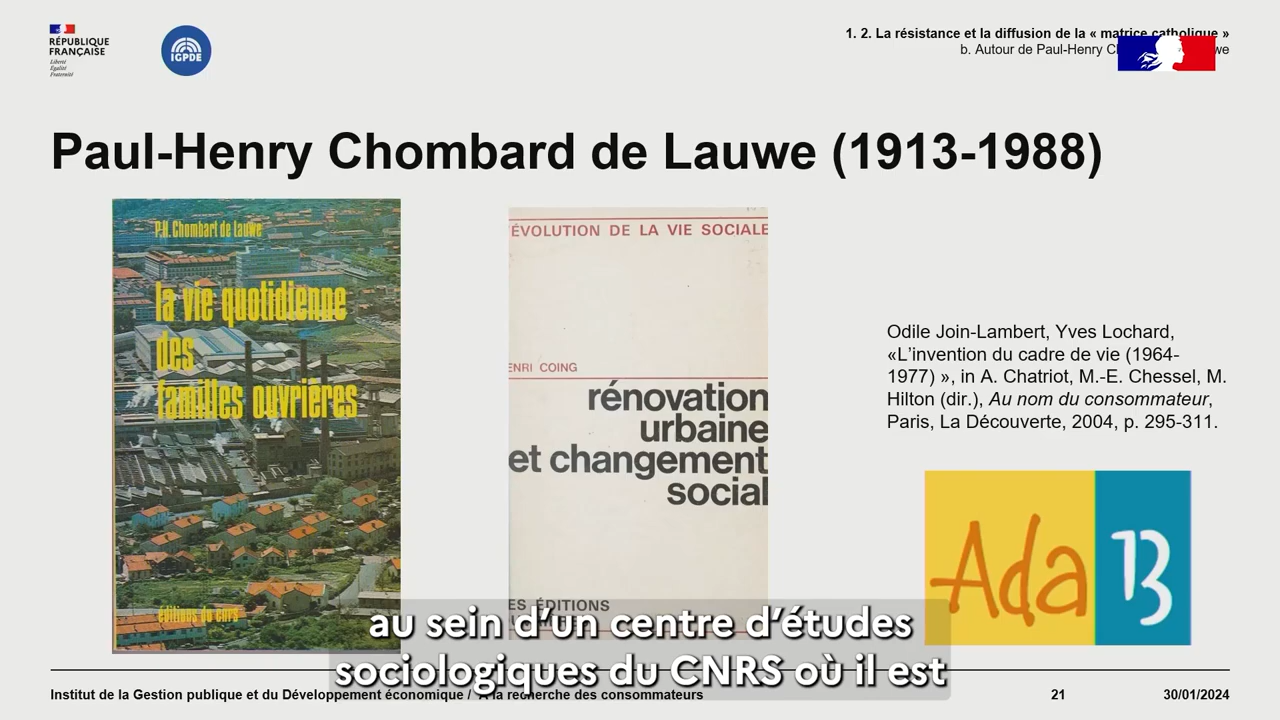 RÉPUBLIQUE
FRANÇAISE
Liberté
Égalité
Fraternité
IGPDE
1. 2. La résistance et la diffusion de la « matrice catholique »
b. Autour de Paul-Henry
Paul-Henry Chombard de Lauwe (1913-1988)
P.H. Chombart de Lauwe
la vie quotidienne
des
familles ouvrières
éditions du cnrs
ÉVOLUTION DE LA VIE SOCIALE
ENRI COING
rénovation
urbaine
et changement
social
ES ÉDITIONS
Odile Join-Lambert, Yves Lochard,
«L’invention du cadre de vie (1964-
1977) », in A. Chatriot, M.-E. Chessel, M.
Hilton (dir.), Au nom du consommateur,
Paris, La Découverte, 2004, p. 295-311.
Ada 13
au sein d’un centre d’études
sociologiques du CNRS où il est
Institut de la Gestion publique et du Développement économique / A la recherche des consommateurs
21
30/01/2024